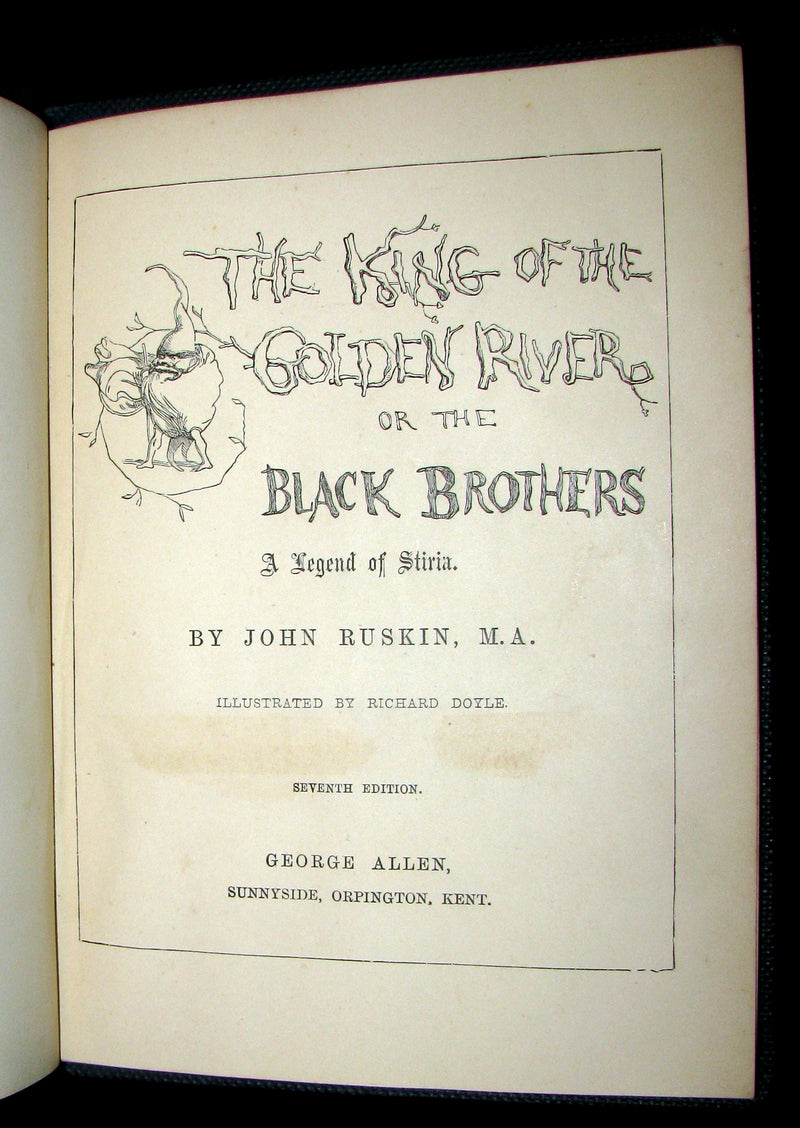 THE KING OF THE
GOLDEN RIVER
OR THE
BLACK BROTHERS
A Legend of Stiria.
BY JOHN RUSKIN, M.A.
ILLUSTRATED BY RICHARD DOYLE.
SEVENTH EDITION.
GEORGE ALLEN,
SUNNYSIDE, ORPINGTON, KENT.